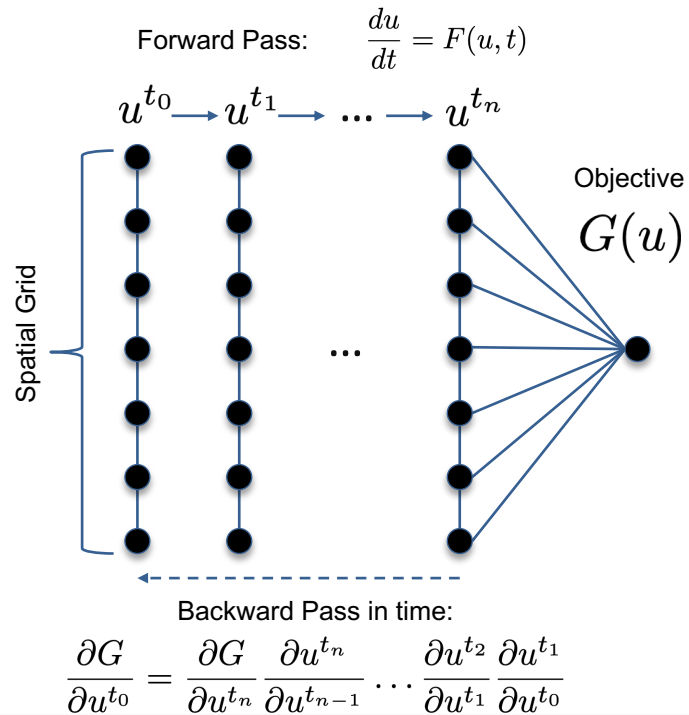 Forward Pass: du/dt = F(u, t)
u^{t_0} → u^{t_1} → ... → u^{t_n}
Objective
G(u)
Spatial Grid
...
Backward Pass in time:
∂G/∂u^{t_0} = ∂G/∂u^{t_n} ∂u^{t_n}/∂u^{t_{n-1}} ... ∂u^{t_2}/∂u^{t_1} ∂u^{t_1}/∂u^{t_0}